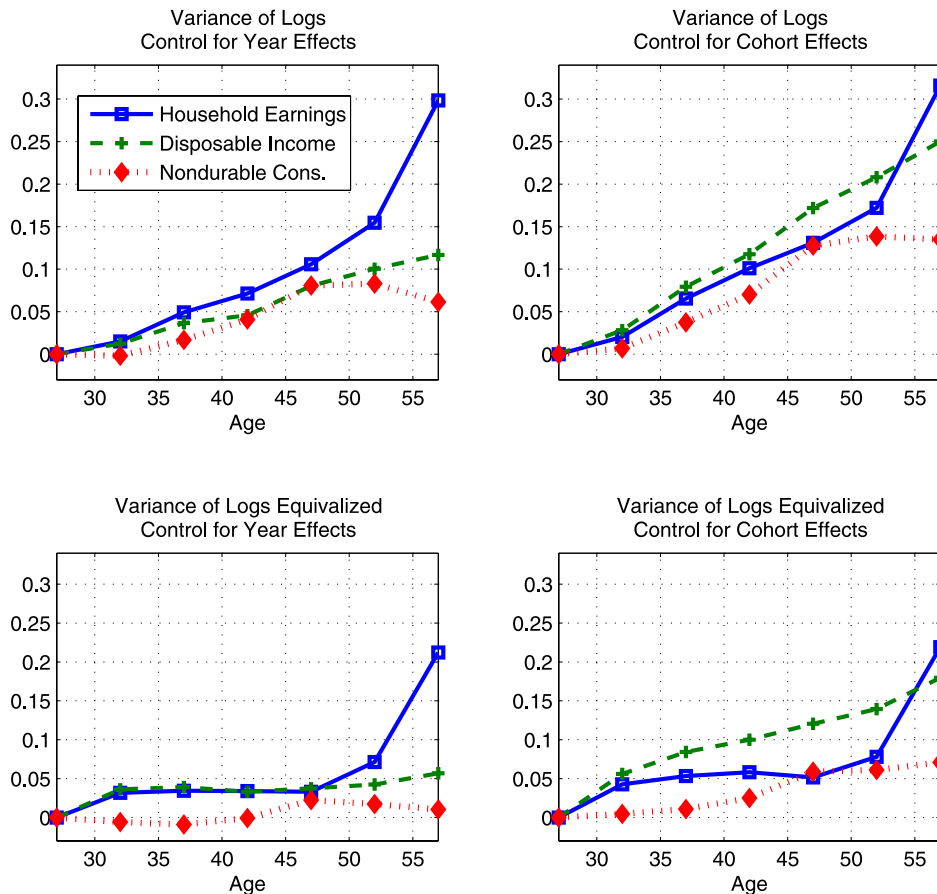 Variance of Logs
Control for Year Effects
0.3
0.25
0.2
0.15
0.1
0.05
0
Household Earnings
Disposable Income
Nondurable Cons.
30 35 40 45 50 55
Age
Variance of Logs
Control for Cohort Effects
0.3
0.25
0.2
0.15
0.1
0.05
0
30 35 40 45 50 55
Age
Variance of Logs Equivalized
Control for Year Effects
0.3
0.25
0.2
0.15
0.1
0.05
0
30 35 40 45 50 55
Age
Variance of Logs Equivalized
Control for Cohort Effects
0.3
0.25
0.2
0.15
0.1
0.05
0
30 35 40 45 50 55
Age